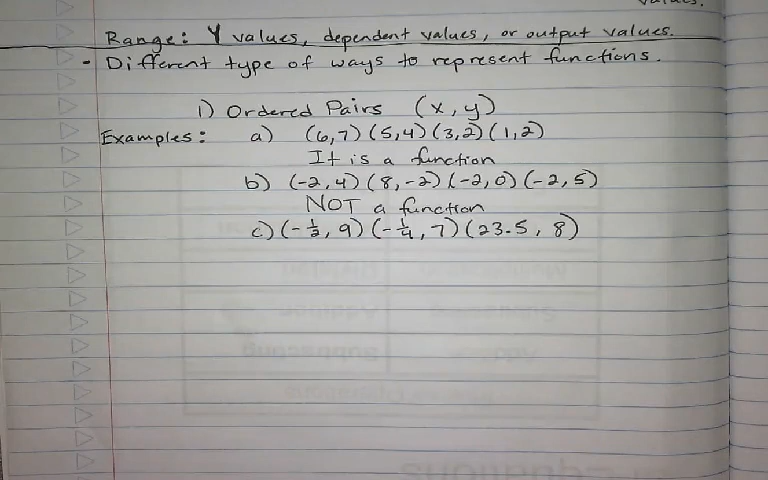 values.
Range: Y values, dependent values, or output values.
- Different type of ways to represent functions.
1) Ordered Pairs (x,y)
Examples: a) (6,7) (5,4) (3,2) (1,2)
It is a function
b) (-2,4) (8,-2) (-2,0) (-2,5)
NOT a function
c) (-1/2, 9) (-1/4, 7) (23.5, 8)